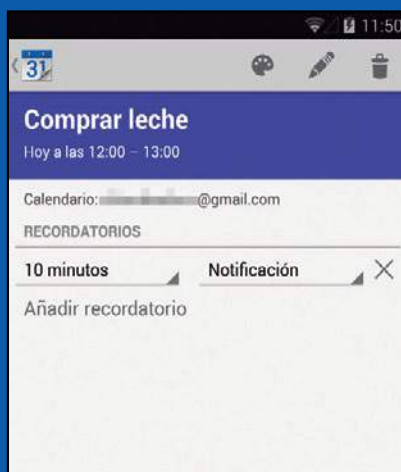 11:50
31
Comprar leche
Hoy a las 12:00 – 13:00
Calendario: @gmail.com
RECORDATORIOS
10 minutos Notificación
Añadir recordatorio